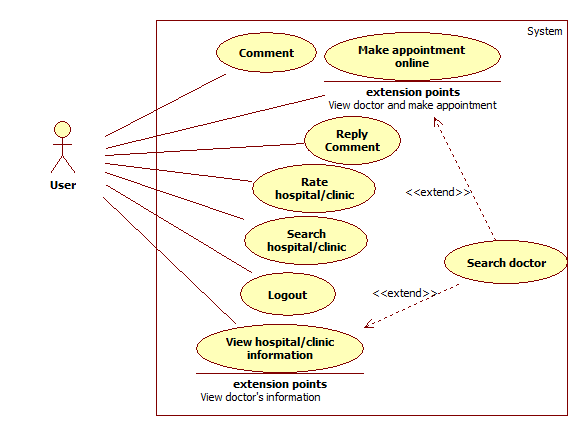 System
Comment
Make appointment
online
extension points
View doctor and make appointment
Reply
Comment
User
Rate
hospital/clinic
<<extend>>
Search
hospital/clinic
Search doctor
Logout
<<extend>>
View hospital/clinic
information
extension points
View doctor's information